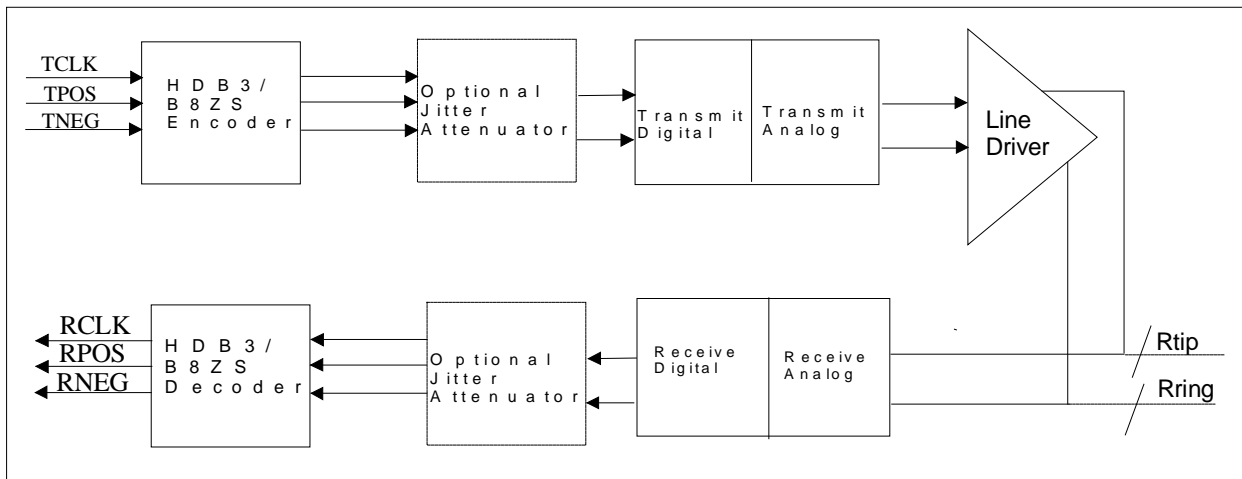 TCLK
TPOS
TNEG
HDB3/
B8ZS
Encoder
Optional
Jitter
Attenuator
Transmit
Digital
Transmit
Analog
Line
Driver
RCLK
RPOS
RNEG
HDB3/
B8ZS
Decoder
Optional
Jitter
Attenuator
Receive
Digital
Receive
Analog
Rtip
Rring